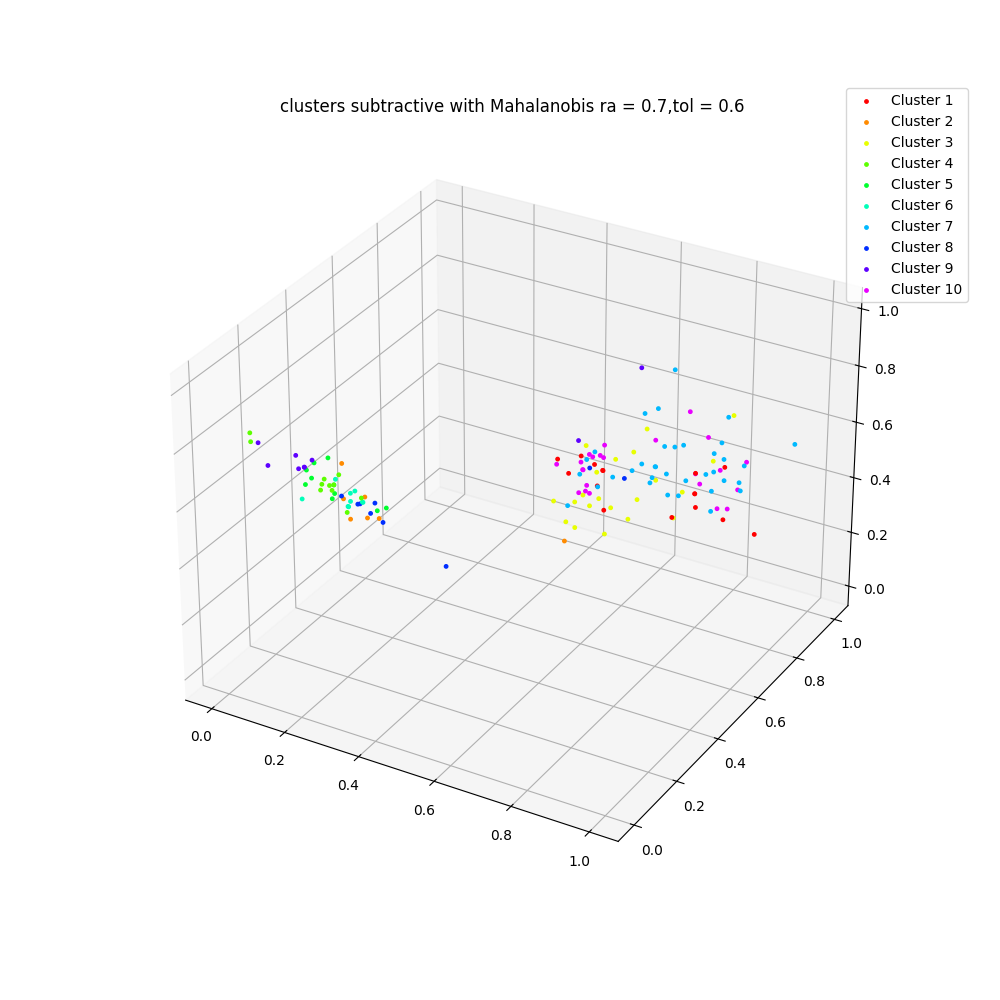 clusters subtractive with Mahalanobis ra = 0.7,tol = 0.6
Cluster 1
Cluster 2
Cluster 3
Cluster 4
Cluster 5
Cluster 6
Cluster 7
Cluster 8
Cluster 9
Cluster 10
1.0
0.8
0.6
0.4
0.2
0.0
1.0
0.8
0.6
0.4
0.2
0.0
0.0
0.2
0.4
0.6
0.8
1.0